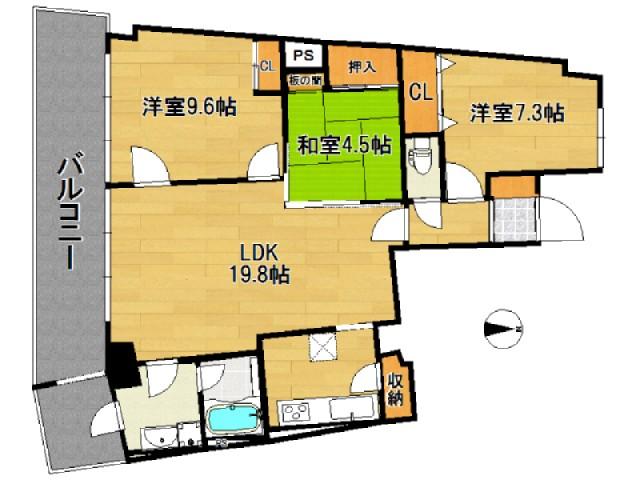 PS
CL
押入
板の間
CL
洋室9.6帖
和室4.5帖
洋室7.3帖
バルコニー
LDK
19.8帖
収納
PS